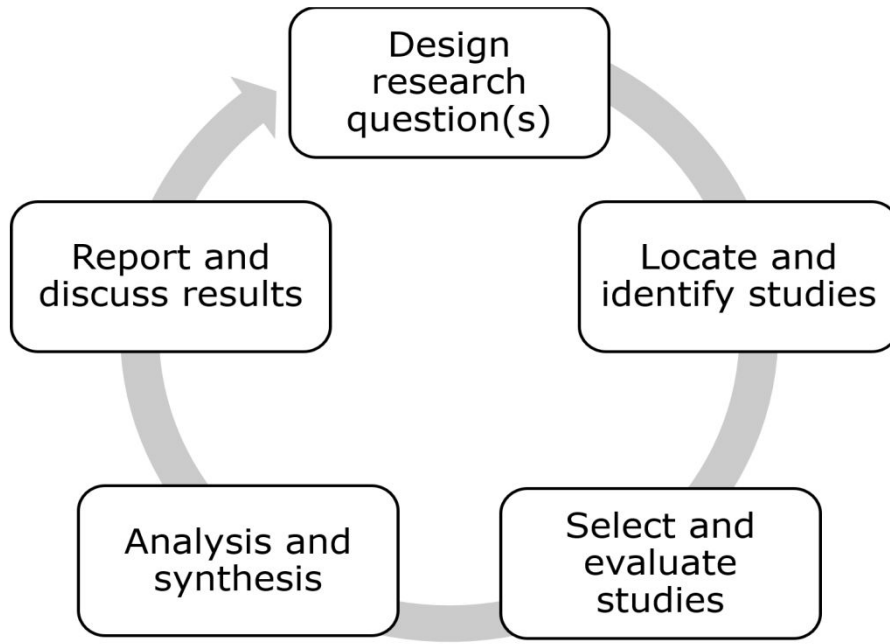 Design
research
question(s)
Locate and
identify studies
Select and
evaluate
studies
Analysis and
synthesis
Report and
discuss results